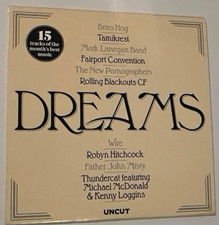 15
tracks of the
month's best
music
Boss Hog
Tamikrest
Mark Lanegan Band
Fairport Convention
The New Pornographers
Rolling Blackouts CF
DREAMS
Wire
Robyn Hitchcock
Father John Misty
Thundercat featuring
Michael McDonald
& Kenny Loggins
UNCUT